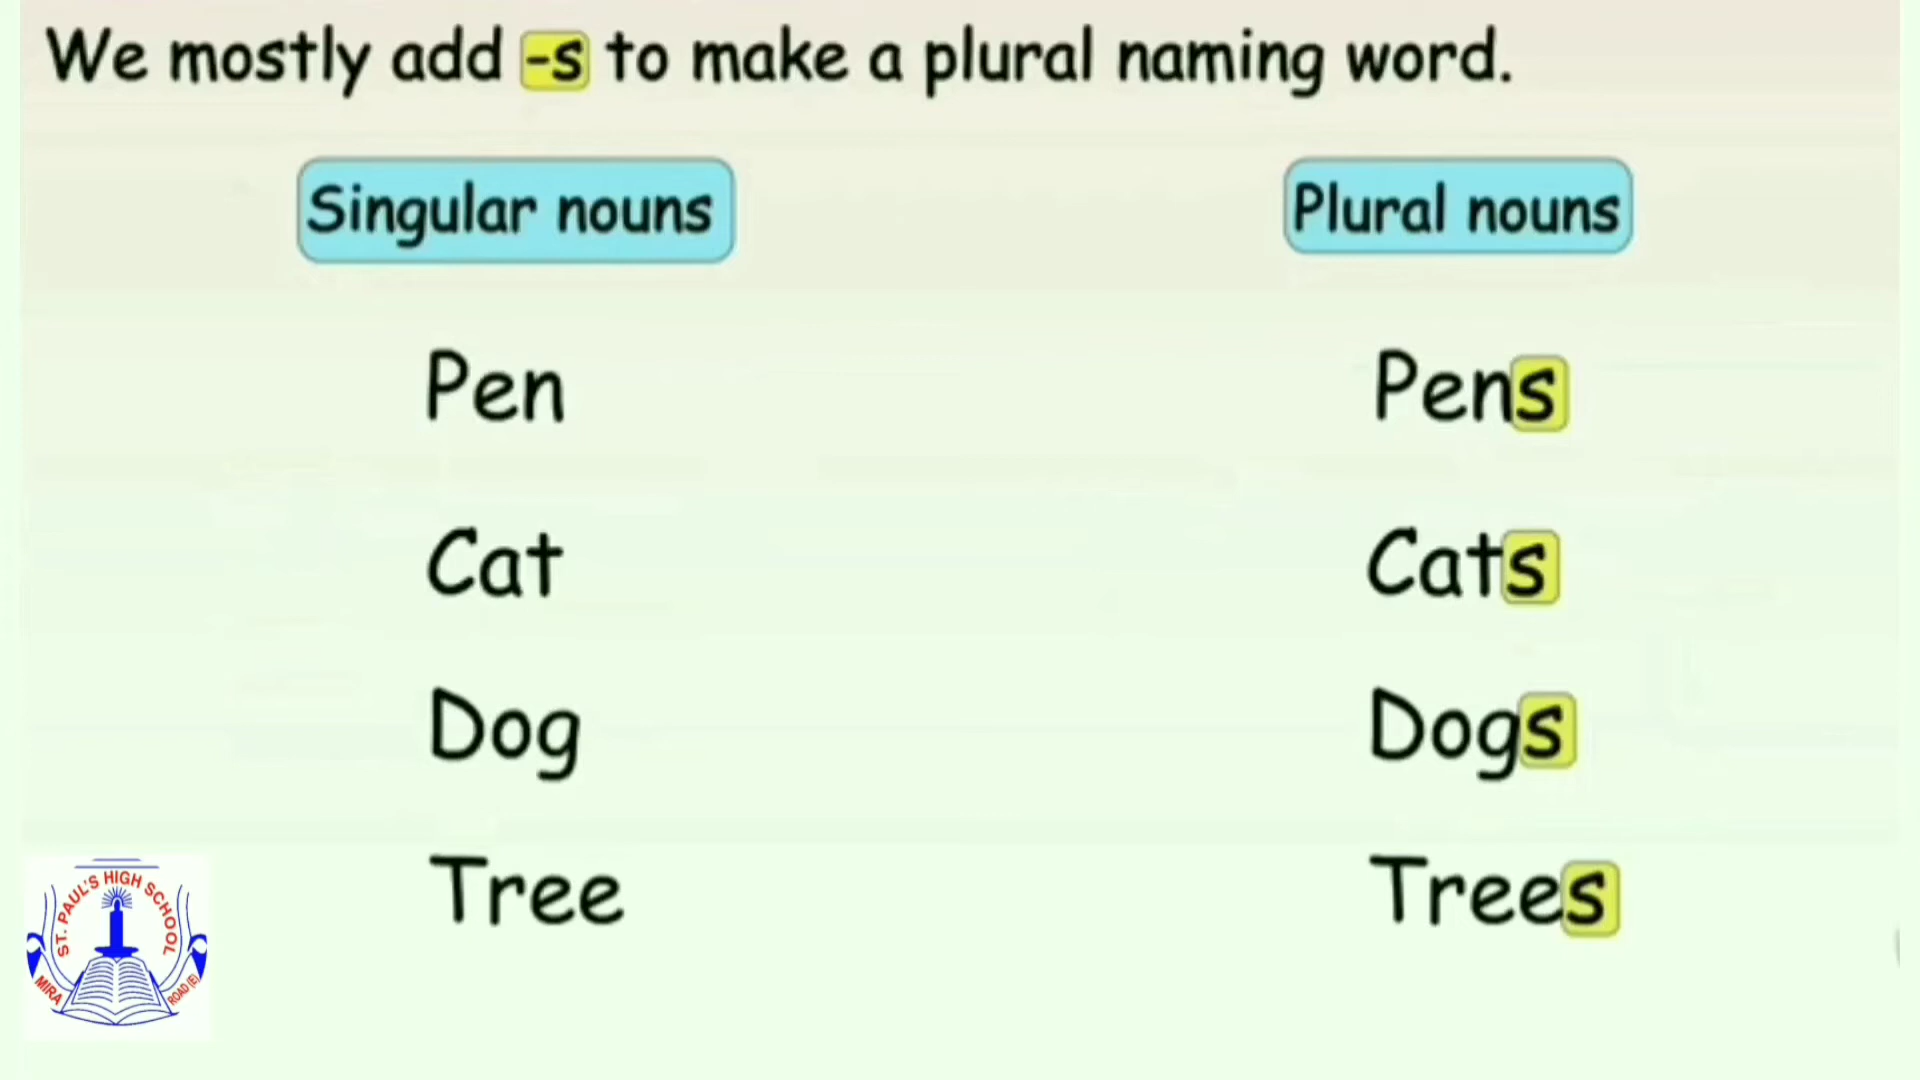 We mostly add -s to make a plural naming word.
Singular nouns Plural nouns
Pen Pens
Cat Cats
Dog Dogs
Tree Trees
ST. PAUL'S HIGH SCHOOL
MIRA ROAD (E)